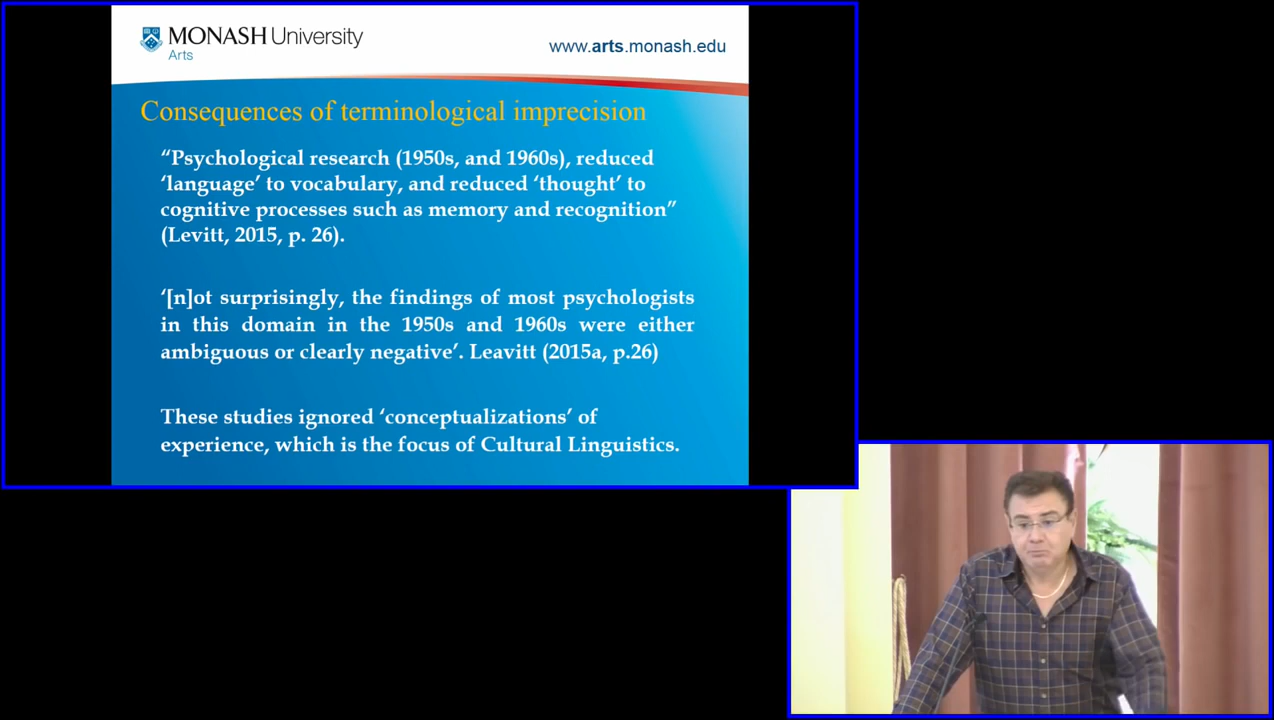 MONASH University
Arts
www.arts.monash.edu
Consequences of terminological imprecision
“Psychological research (1950s, and 1960s), reduced
‘language’ to vocabulary, and reduced ‘thought’ to
cognitive processes such as memory and recognition”
(Levitt, 2015, p. 26).
‘[n]ot surprisingly, the findings of most psychologists
in this domain in the 1950s and 1960s were either
ambiguous or clearly negative’. Leavitt (2015a, p.26)
These studies ignored ‘conceptualizations’ of
experience, which is the focus of Cultural Linguistics.